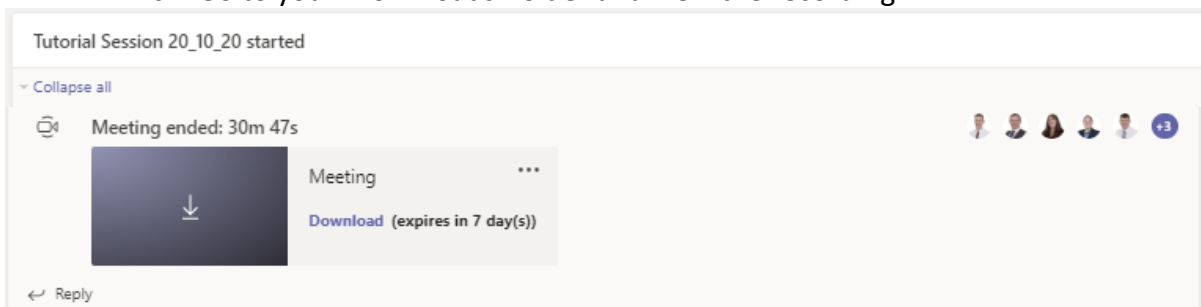 Tutorial Session 20_10_20 started
Collapse all
Meeting ended: 30m 47s
+3
Meeting
...
Download (expires in 7 day(s))
Reply